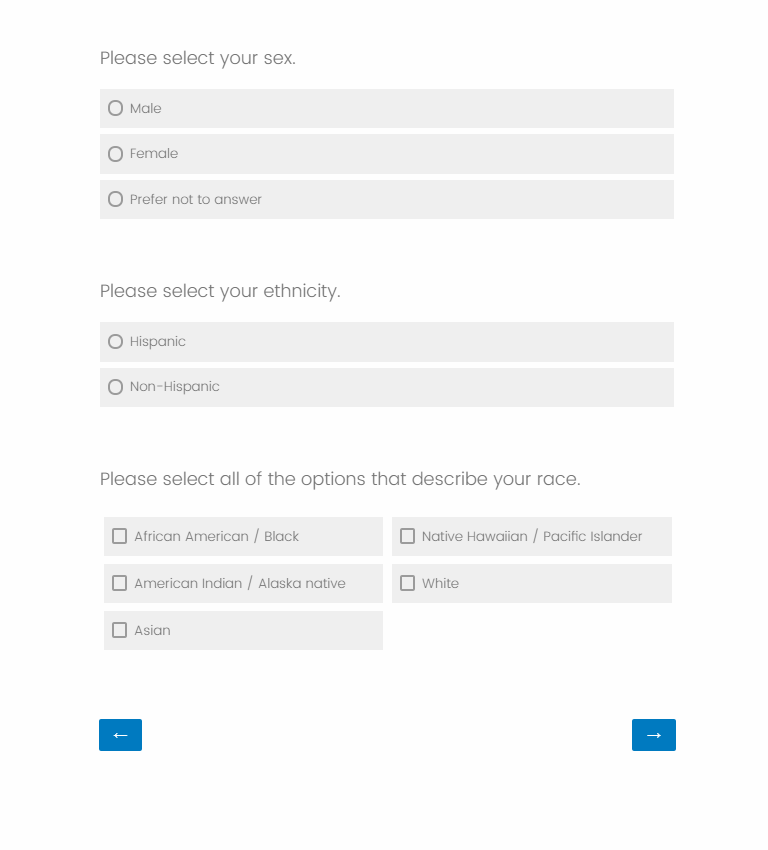 Please select your sex.
Male
Female
Prefer not to answer
Please select your ethnicity.
Hispanic
Non-Hispanic
Please select all of the options that describe your race.
African American / Black
Native Hawaiian / Pacific Islander
American Indian / Alaska native
White
Asian
← →